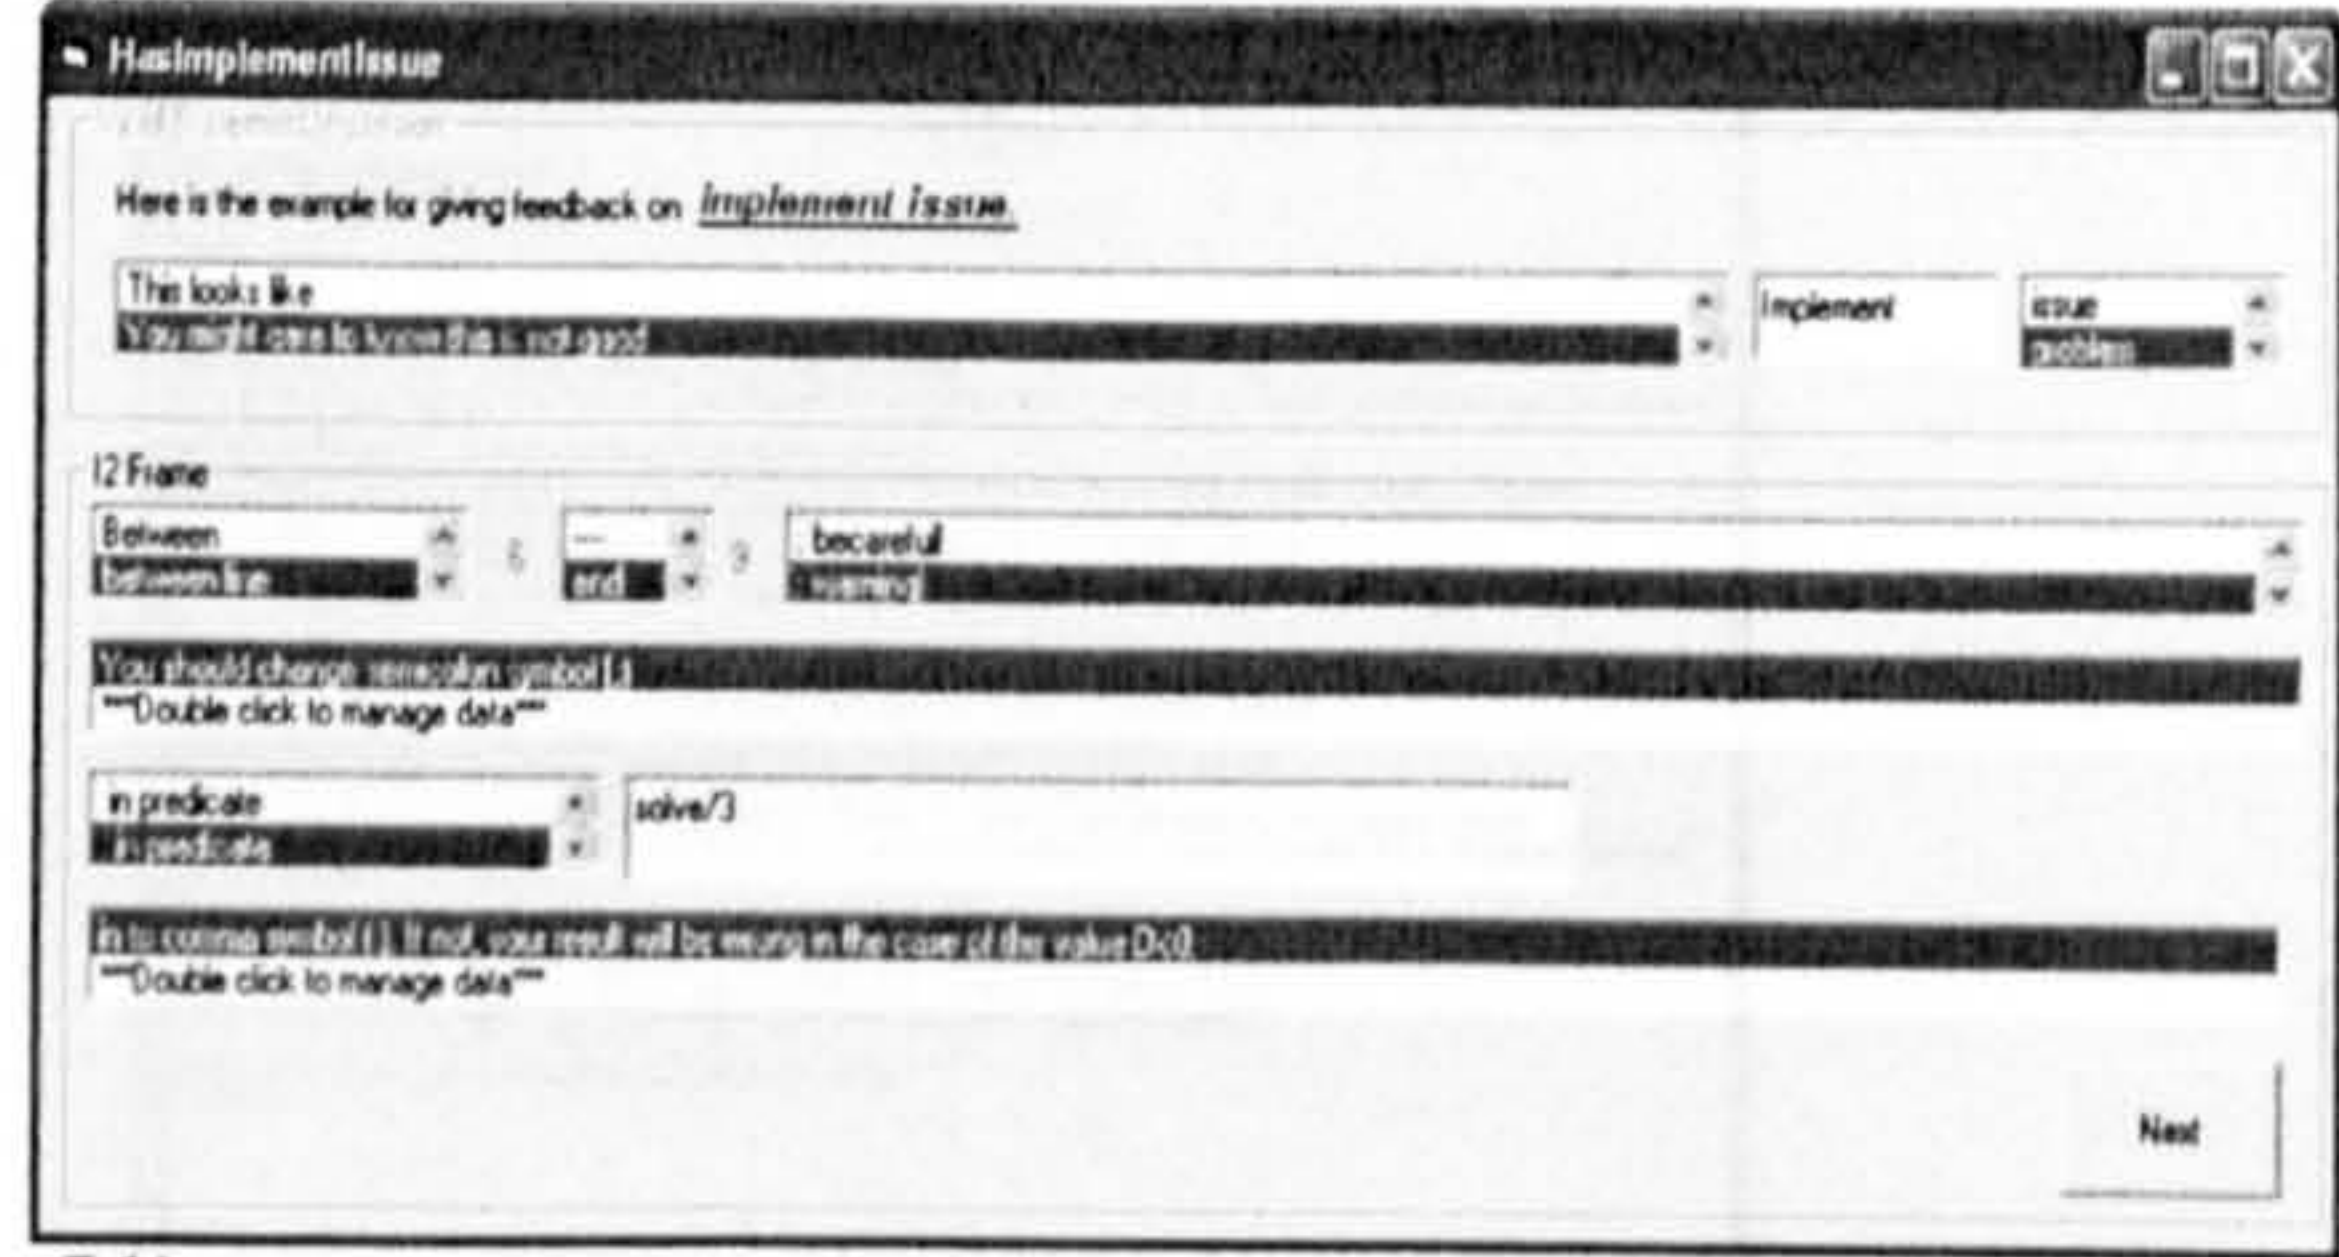 HasImplementIssue
Here is the example for giving feedback on implement issue.
This looks like
Implement
issue
You might care to know this is not good
problem
I2 Frame
Between
---
becarefull
between line
and
: warning
You should change semicolon symbol(;)
***Double click to manage data***
in predicate
solve/3
in predicate
in to comma symbol(,). If not, your result will be wrong in the case of the value D<0.
***Double click to manage data***
Next